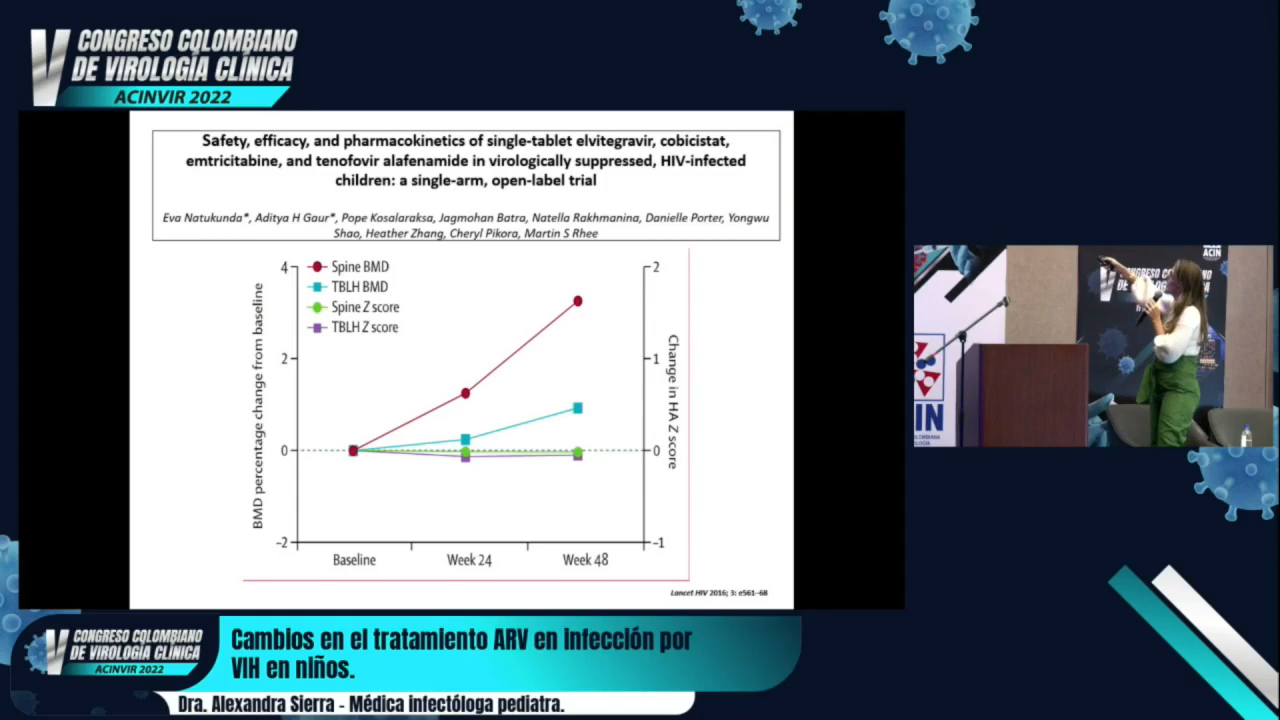 V CONGRESO COLOMBIANO
DE VIROLOGÍA CLÍNICA
ACINVIR 2022
Safety, efficacy, and pharmacokinetics of single-tablet elvitegravir, cobicistat,
emtricitabine, and tenofovir alafenamide in virologically suppressed, HIV-infected
children: a single-arm, open-label trial
Eva Natukunda*, Aditya H Gaur*, Pope Kosalaraksa, Jagmohan Batra, Natella Rakhmanina, Danielle Porter, Yongwu
Shao, Heather Zhang, Cheryl Pikora, Martin S Rhee
Spine BMD
TBLH BMD
Spine Z score
TBLH Z score
BMD percentage change from baseline
4
2
0
–2
Change in HA Z score
2
1
0
–1
Baseline
Week 24
Week 48
Lancet HIV 2016; 3: e561–68
ACIN
IN
V CONGRESO COLOMBIANO
DE VIROLOGÍA CLÍNICA
ACINVIR 2022
Cambios en el tratamiento ARV en infección por
VIH en niños.
Dra. Alexandra Sierra - Médica infectóloga pediatra.